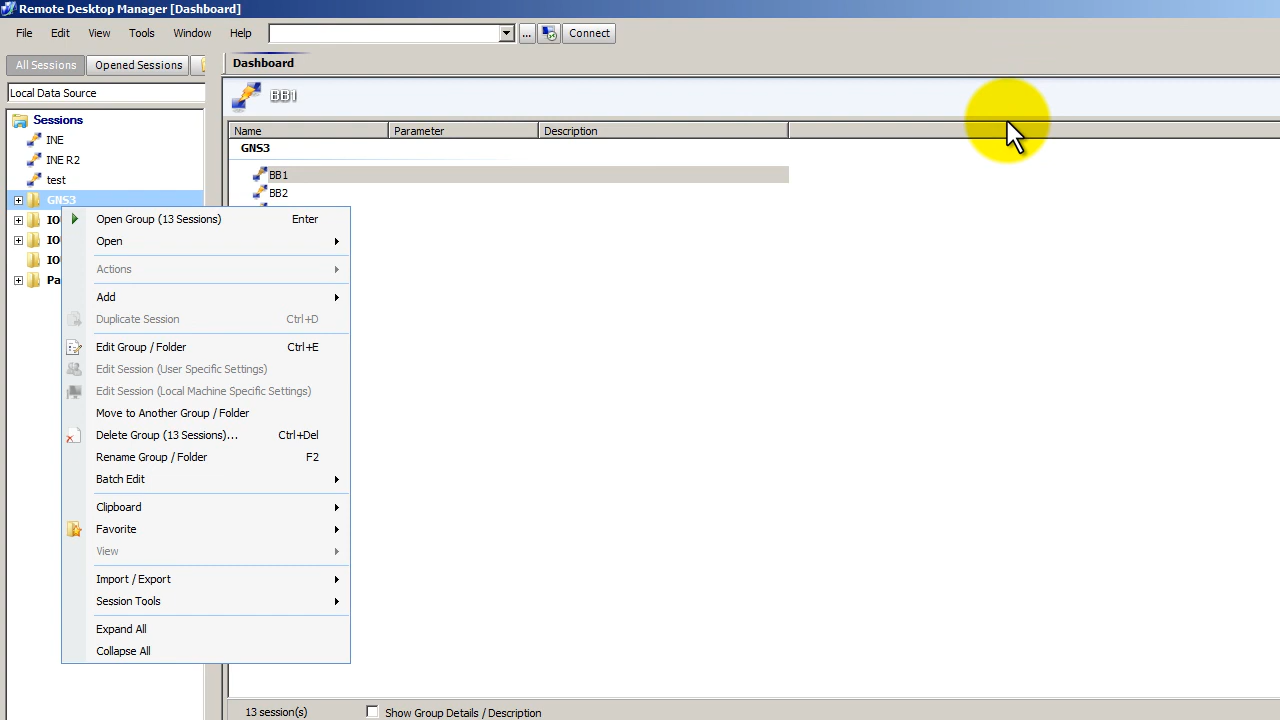 Remote Desktop Manager [Dashboard]
File Edit View Tools Window Help ... Connect
All Sessions Opened Sessions
Local Data Source
Sessions
INE
INE R2
test
GNS3
Dashboard
BB1
Name Parameter Description
GNS3
BB1
BB2
Open Group (13 Sessions) Enter
Open
Actions
Add
Duplicate Session Ctrl+D
Edit Group / Folder Ctrl+E
Edit Session (User Specific Settings)
Edit Session (Local Machine Specific Settings)
Move to Another Group / Folder
Delete Group (13 Sessions)... Ctrl+Del
Rename Group / Folder F2
Batch Edit
Clipboard
Favorite
View
Import / Export
Session Tools
Expand All
Collapse All
13 session(s) Show Group Details / Description